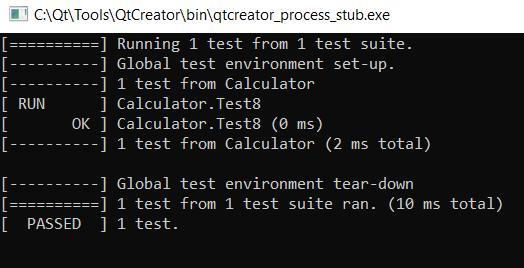 C:\Qt\Tools\QtCreator\bin\qtcreator_process_stub.exe
[==========] Running 1 test from 1 test suite.
[----------] Global test environment set-up.
[----------] 1 test from Calculator
[ RUN      ] Calculator.Test8
[       OK ] Calculator.Test8 (0 ms)
[----------] 1 test from Calculator (2 ms total)
[----------] Global test environment tear-down
[==========] 1 test from 1 test suite ran. (10 ms total)
[  PASSED  ] 1 test.